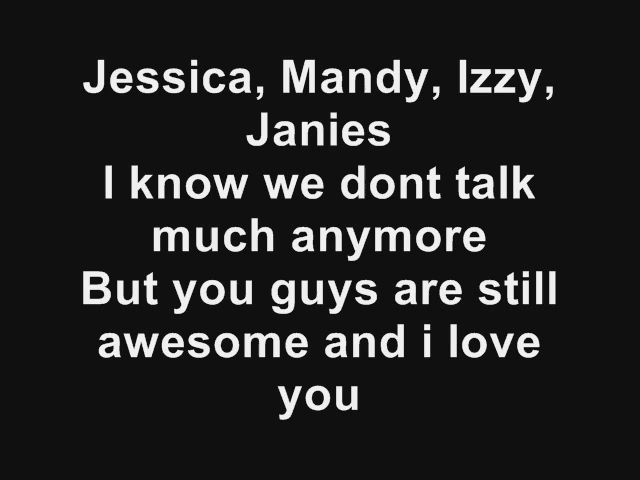 Jessica, Mandy, Izzy,
Janies
I know we dont talk
much anymore
But you guys are still
awesome and i love
you